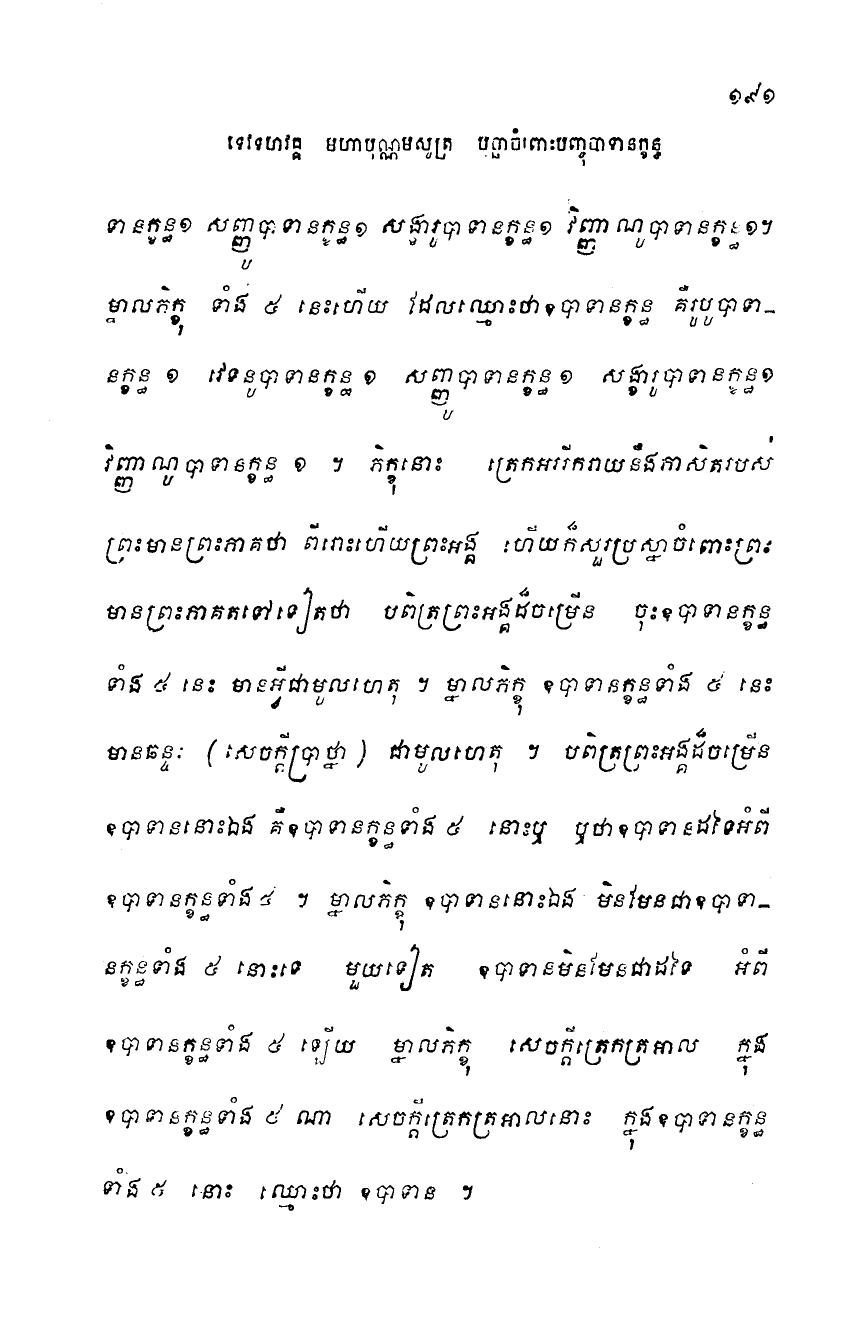 ១៩១
ទេវទហវគ្គ មហាបុណ្ណមសូត្រ បុច្ឆាចំពោះបញ្ចុបាទានក្ខន្ធ
ទានក្ខន្ធ១ សញ្ញូបាទានក្ខន្ធ១ សង្ខារូបាទានក្ខន្ធ១ វិញ្ញាណូបាទានក្ខន្ធ១។
ម្នាលភិក្ខុ ទាំង ៥ នេះហើយ ដែលឈ្មោះថាឧបាទានក្ខន្ធ គឺរូបូបាទា-
នក្ខន្ធ ១ វេទនូបាទានក្ខន្ធ ១ សញ្ញូបាទានក្ខន្ធ ១ សង្ខារូបាទានក្ខន្ធ១
វិញ្ញាណូបាទានក្ខន្ធ ១ ។ ភិក្ខុនោះ ត្រេកអររីករាយនឹងភាសិតរបស់
ព្រះមានព្រះភាគថា ពីរោះហើយព្រះអង្គ ហើយក៏សួរប្រស្នាចំពោះព្រះ
មានព្រះភាគតទៅទៀតថា បពិត្រព្រះអង្គដ៏ចម្រើន ចុះឧបាទានក្ខន្ធ
ទាំង ៥ នេះ មានអ្វីជាមូលហេតុ ។ ម្នាលភិក្ខុ ឧបាទានក្ខន្ធទាំង ៥ នេះ
មានឆន្ទៈ (សេចក្តីប្រាថ្នា) ជាមូលហេតុ ។ បពិត្រព្រះអង្គដ៏ចម្រើន
ឧបាទាននោះឯង គឺឧបាទានក្ខន្ធទាំង ៥ នោះឬ ឬថាឧបាទានដទៃអំពី
ឧបាទានក្ខន្ធទាំង៥ ។ ម្នាលភិក្ខុ ឧបាទាននោះឯង មិនមែនជាឧបាទា-
នក្ខន្ធទាំង ៥ នោះទេ មួយទៀត ឧបាទានមិនមែនជាដទៃ អំពី
ឧបាទានក្ខន្ធទាំង ៥ ឡើយ ម្នាលភិក្ខុ សេចក្តីត្រេកត្រអាល ក្នុង
ឧបាទានក្ខន្ធទាំង ៥ ណា សេចក្តីត្រេកត្រអាលនោះ ក្នុងឧបាទានក្ខន្ធ
ទាំង ៥ នោះ ឈ្មោះថា ឧបាទាន ។